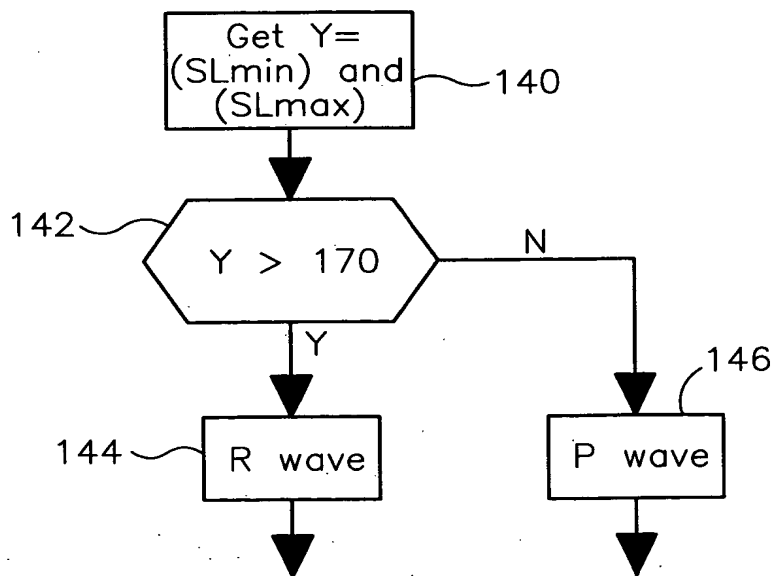 Get Y=
(SLmin) and
(SLmax)
140
142
Y > 170
N
Y
146
144
R wave
P wave